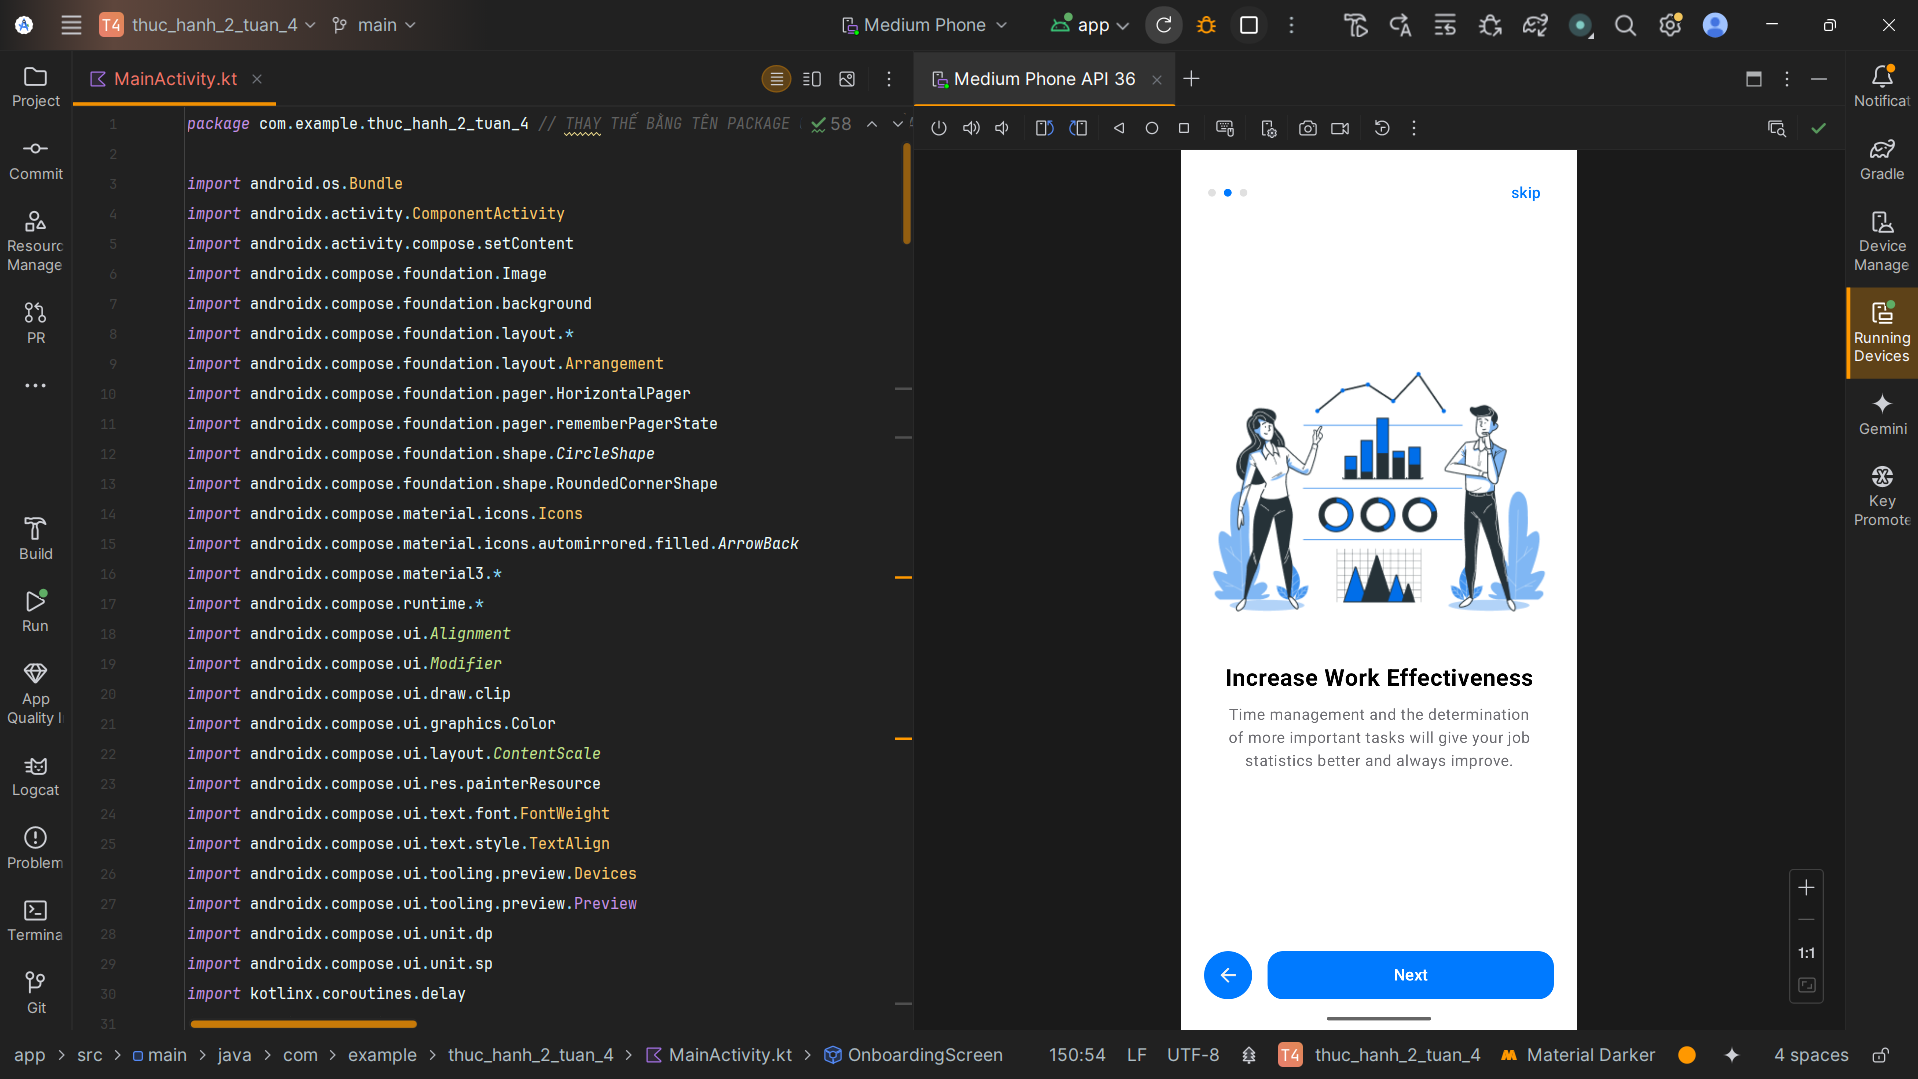 T4 thuc_hanh_2_tuan_4 main Medium Phone app
MainActivity.kt
Medium Phone API 36
Project
Commit
Resourc
Manage
PR
Build
Run
App
Quality I
Logcat
Problem
Termina
Git
58
1 package com.example.thuc_hanh_2_tuan_4 // THAY THẾ BẰNG TÊN PACKAGE
2
3 import android.os.Bundle
4 import androidx.activity.ComponentActivity
5 import androidx.activity.compose.setContent
6 import androidx.compose.foundation.Image
7 import androidx.compose.foundation.background
8 import androidx.compose.foundation.layout.*
9 import androidx.compose.foundation.layout.Arrangement
10 import androidx.compose.foundation.pager.HorizontalPager
11 import androidx.compose.foundation.pager.rememberPagerState
12 import androidx.compose.foundation.shape.CircleShape
13 import androidx.compose.foundation.shape.RoundedCornerShape
14 import androidx.compose.material.icons.Icons
15 import androidx.compose.material.icons.automirrored.filled.ArrowBack
16 import androidx.compose.material3.*
17 import androidx.compose.runtime.*
18 import androidx.compose.ui.Alignment
19 import androidx.compose.ui.Modifier
20 import androidx.compose.ui.draw.clip
21 import androidx.compose.ui.graphics.Color
22 import androidx.compose.ui.layout.ContentScale
23 import androidx.compose.ui.res.painterResource
24 import androidx.compose.ui.text.font.FontWeight
25 import androidx.compose.ui.text.style.TextAlign
26 import androidx.compose.ui.tooling.preview.Devices
27 import androidx.compose.ui.tooling.preview.Preview
28 import androidx.compose.ui.unit.dp
29 import androidx.compose.ui.unit.sp
30 import kotlinx.coroutines.delay
31
skip
Increase Work Effectiveness
Time management and the determination
of more important tasks will give your job
statistics better and always improve.
Next
1:1
Notificat
Gradle
Device
Manage
Running
Devices
Gemini
Key
Promote
app > src > main > java > com > example > thuc_hanh_2_tuan_4 > MainActivity.kt > OnboardingScreen 150:54 LF UTF-8 T4 thuc_hanh_2_tuan_4 Material Darker 4 spaces